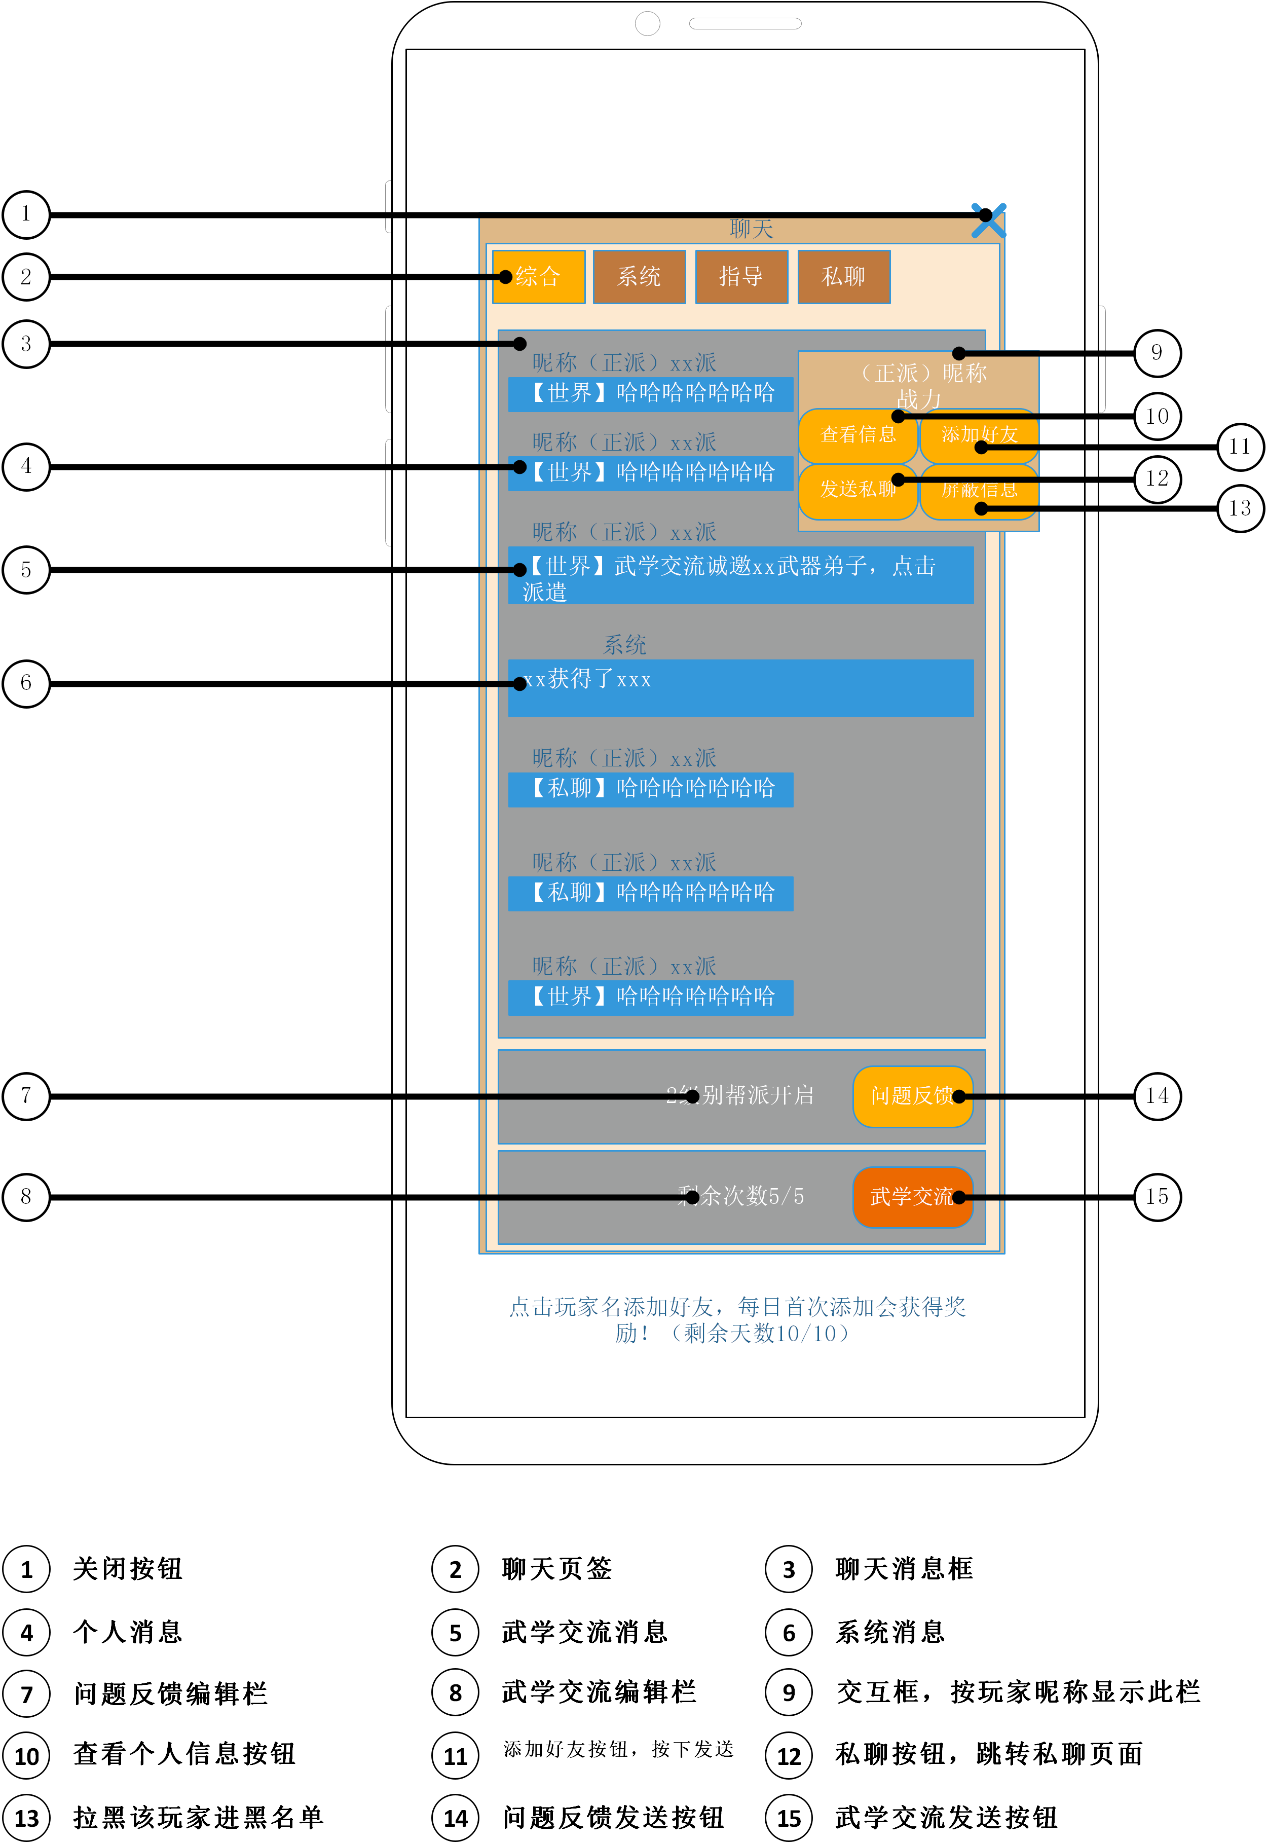 1
聊天
2
综合 系统 指导 私聊
3
昵称（正派）xx派
【世界】哈哈哈哈哈哈哈
9
（正派）昵称
战力
10
查看信息 添加好友
11
12
发送私聊 屏蔽信息
13
4
昵称（正派）xx派
【世界】哈哈哈哈哈哈哈
5
昵称（正派）xx派
【世界】武学交流诚邀xx武器弟子，点击
派遣
6
系统
xx获得了xxx
昵称（正派）xx派
【私聊】哈哈哈哈哈哈哈
昵称（正派）xx派
【私聊】哈哈哈哈哈哈哈
昵称（正派）xx派
【世界】哈哈哈哈哈哈哈
7
2级别帮派开启
问题反馈
14
8
剩余次数5/5
武学交流
15
点击玩家名添加好友，每日首次添加会获得奖
励！（剩余天数10/10）
1 关闭按钮 2 聊天页签 3 聊天消息框
4 个人消息 5 武学交流消息 6 系统消息
7 问题反馈编辑栏 8 武学交流编辑栏 9 交互框，按玩家昵称显示此栏
10 查看个人信息按钮 11 添加好友按钮，按下发送 12 私聊按钮，跳转私聊页面
13 拉黑该玩家进黑名单 14 问题反馈发送按钮 15 武学交流发送按钮